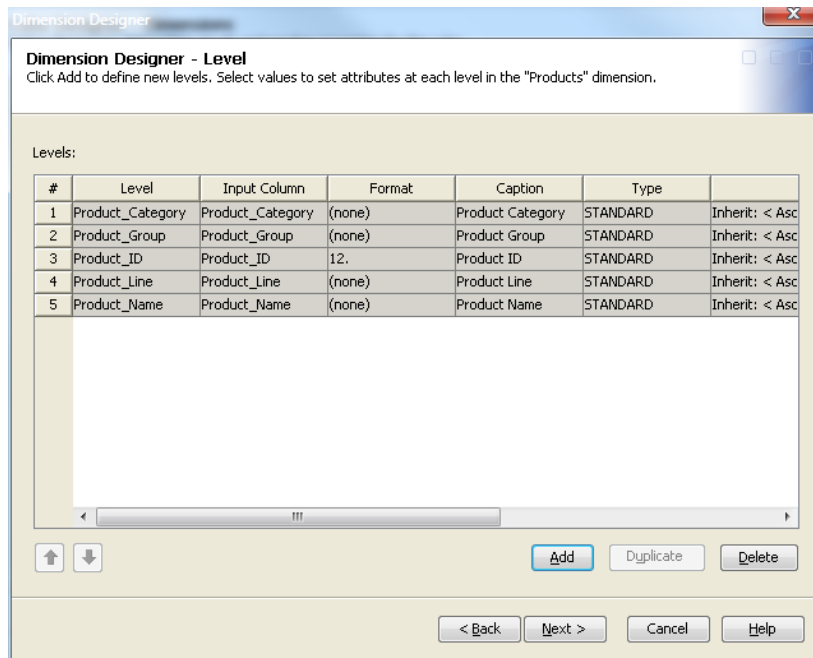 Dimension Designer
Dimension Designer - Level
Click Add to define new levels. Select values to set attributes at each level in the "Products" dimension.
Levels:
# Level Input Column Format Caption Type
1 Product_Category Product_Category (none) Product Category STANDARD Inherit: < Asc
2 Product_Group Product_Group (none) Product Group STANDARD Inherit: < Asc
3 Product_ID Product_ID 12. Product ID STANDARD Inherit: < Asc
4 Product_Line Product_Line (none) Product Line STANDARD Inherit: < Asc
5 Product_Name Product_Name (none) Product Name STANDARD Inherit: < Asc
Add Duplicate Delete
< Back Next > Cancel Help